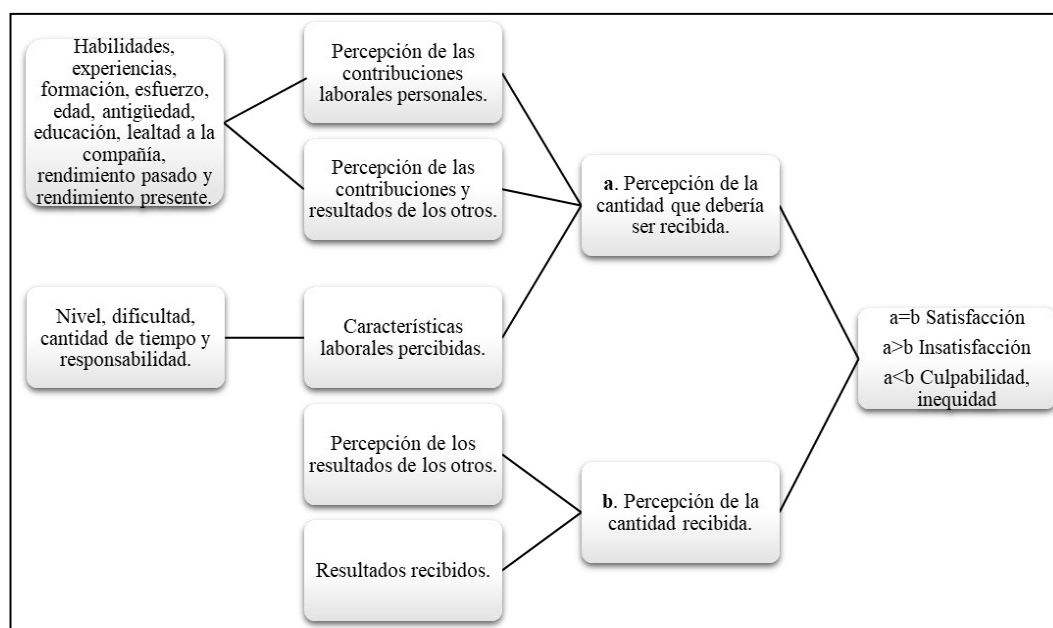 Habilidades,
experiencias,
formación, esfuerzo,
edad, antigüedad,
educación, lealtad a la
compañía,
rendimiento pasado y
rendimiento presente.
Percepción de las
contribuciones
laborales personales.
Percepción de las
contribuciones y
resultados de los otros.
Nivel, dificultad,
cantidad de tiempo y
responsabilidad.
Características
laborales percibidas.
Percepción de los
resultados de los otros.
Resultados recibidos.
a. Percepción de la
cantidad que debería
ser recibida.
b. Percepción de la
cantidad recibida.
a=b Satisfacción
a>b Insatisfacción
a<b Culpabilidad,
inequidad